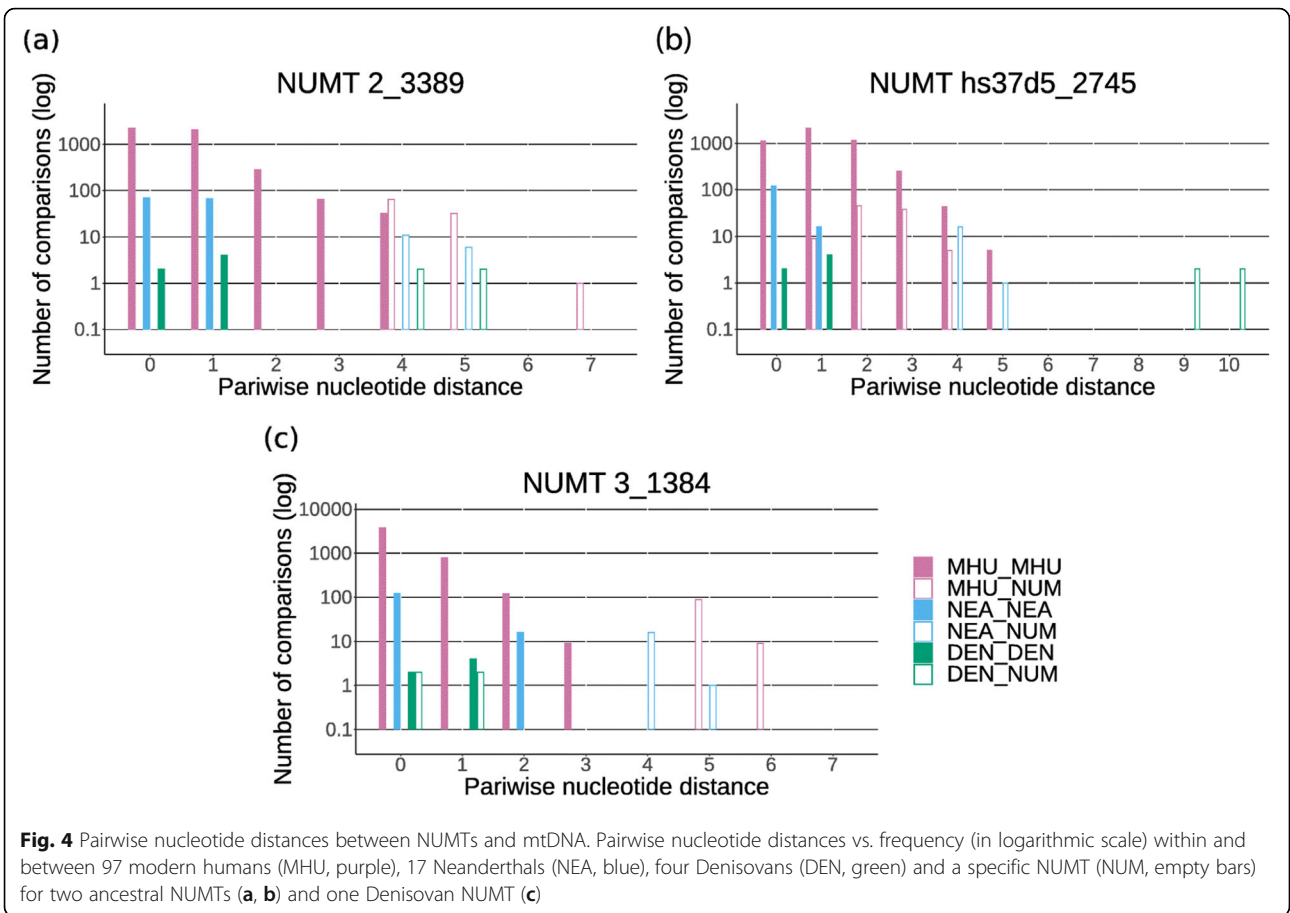 (a)
NUMT 2_3389
Number of comparisons (log)
1000
100
10
1
0.1
0 1 2 3 4 5 6 7
Pariwise nucleotide distance
(b)
NUMT hs37d5_2745
Number of comparisons (log)
1000
100
10
1
0.1
0 1 2 3 4 5 6 7 8 9 10
Pariwise nucleotide distance
(c)
NUMT 3_1384
Number of comparisons (log)
10000
1000
100
10
1
0.1
0 1 2 3 4 5 6 7
Pariwise nucleotide distance
MHU_MHU
MHU_NUM
NEA_NEA
NEA_NUM
DEN_DEN
DEN_NUM
Fig. 4 Pairwise nucleotide distances between NUMTs and mtDNA. Pairwise nucleotide distances vs. frequency (in logarithmic scale) within and
between 97 modern humans (MHU, purple), 17 Neanderthals (NEA, blue), four Denisovans (DEN, green) and a specific NUMT (NUM, empty bars)
for two ancestral NUMTs (a, b) and one Denisovan NUMT (c)